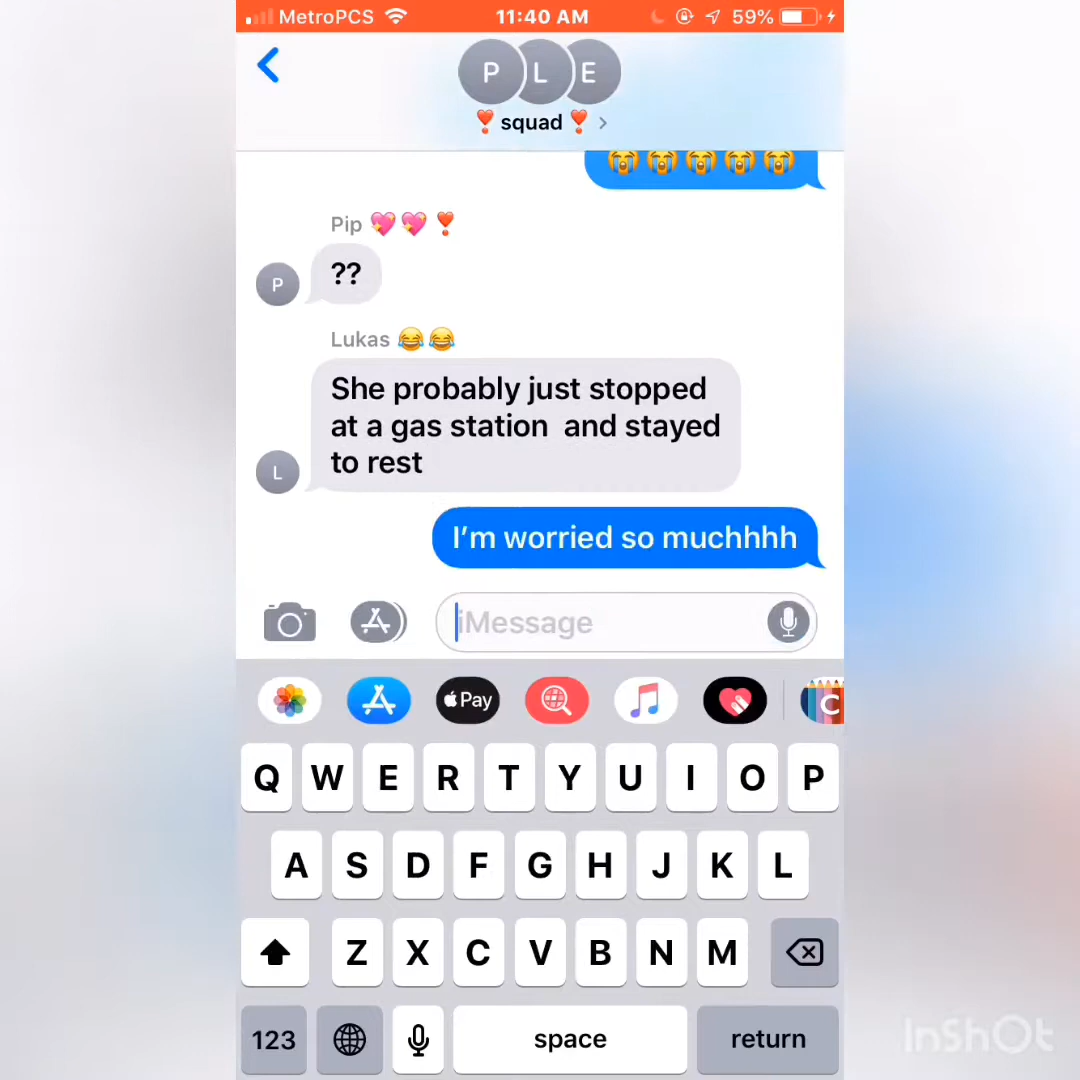 MetroPCS 11:40 AM 59%
P L E
❣️ squad ❣️ >
😭😭😭😭😭
Pip 💖💖❣️
??
P
Lukas 😂😂
She probably just stopped
at a gas station  and stayed
to rest
L
I'm worried so muchhhh
iMessage
Pay
C
Q W E R T Y U I O P
A S D F G H J K L
Z X C V B N M
123 space return
InShOt